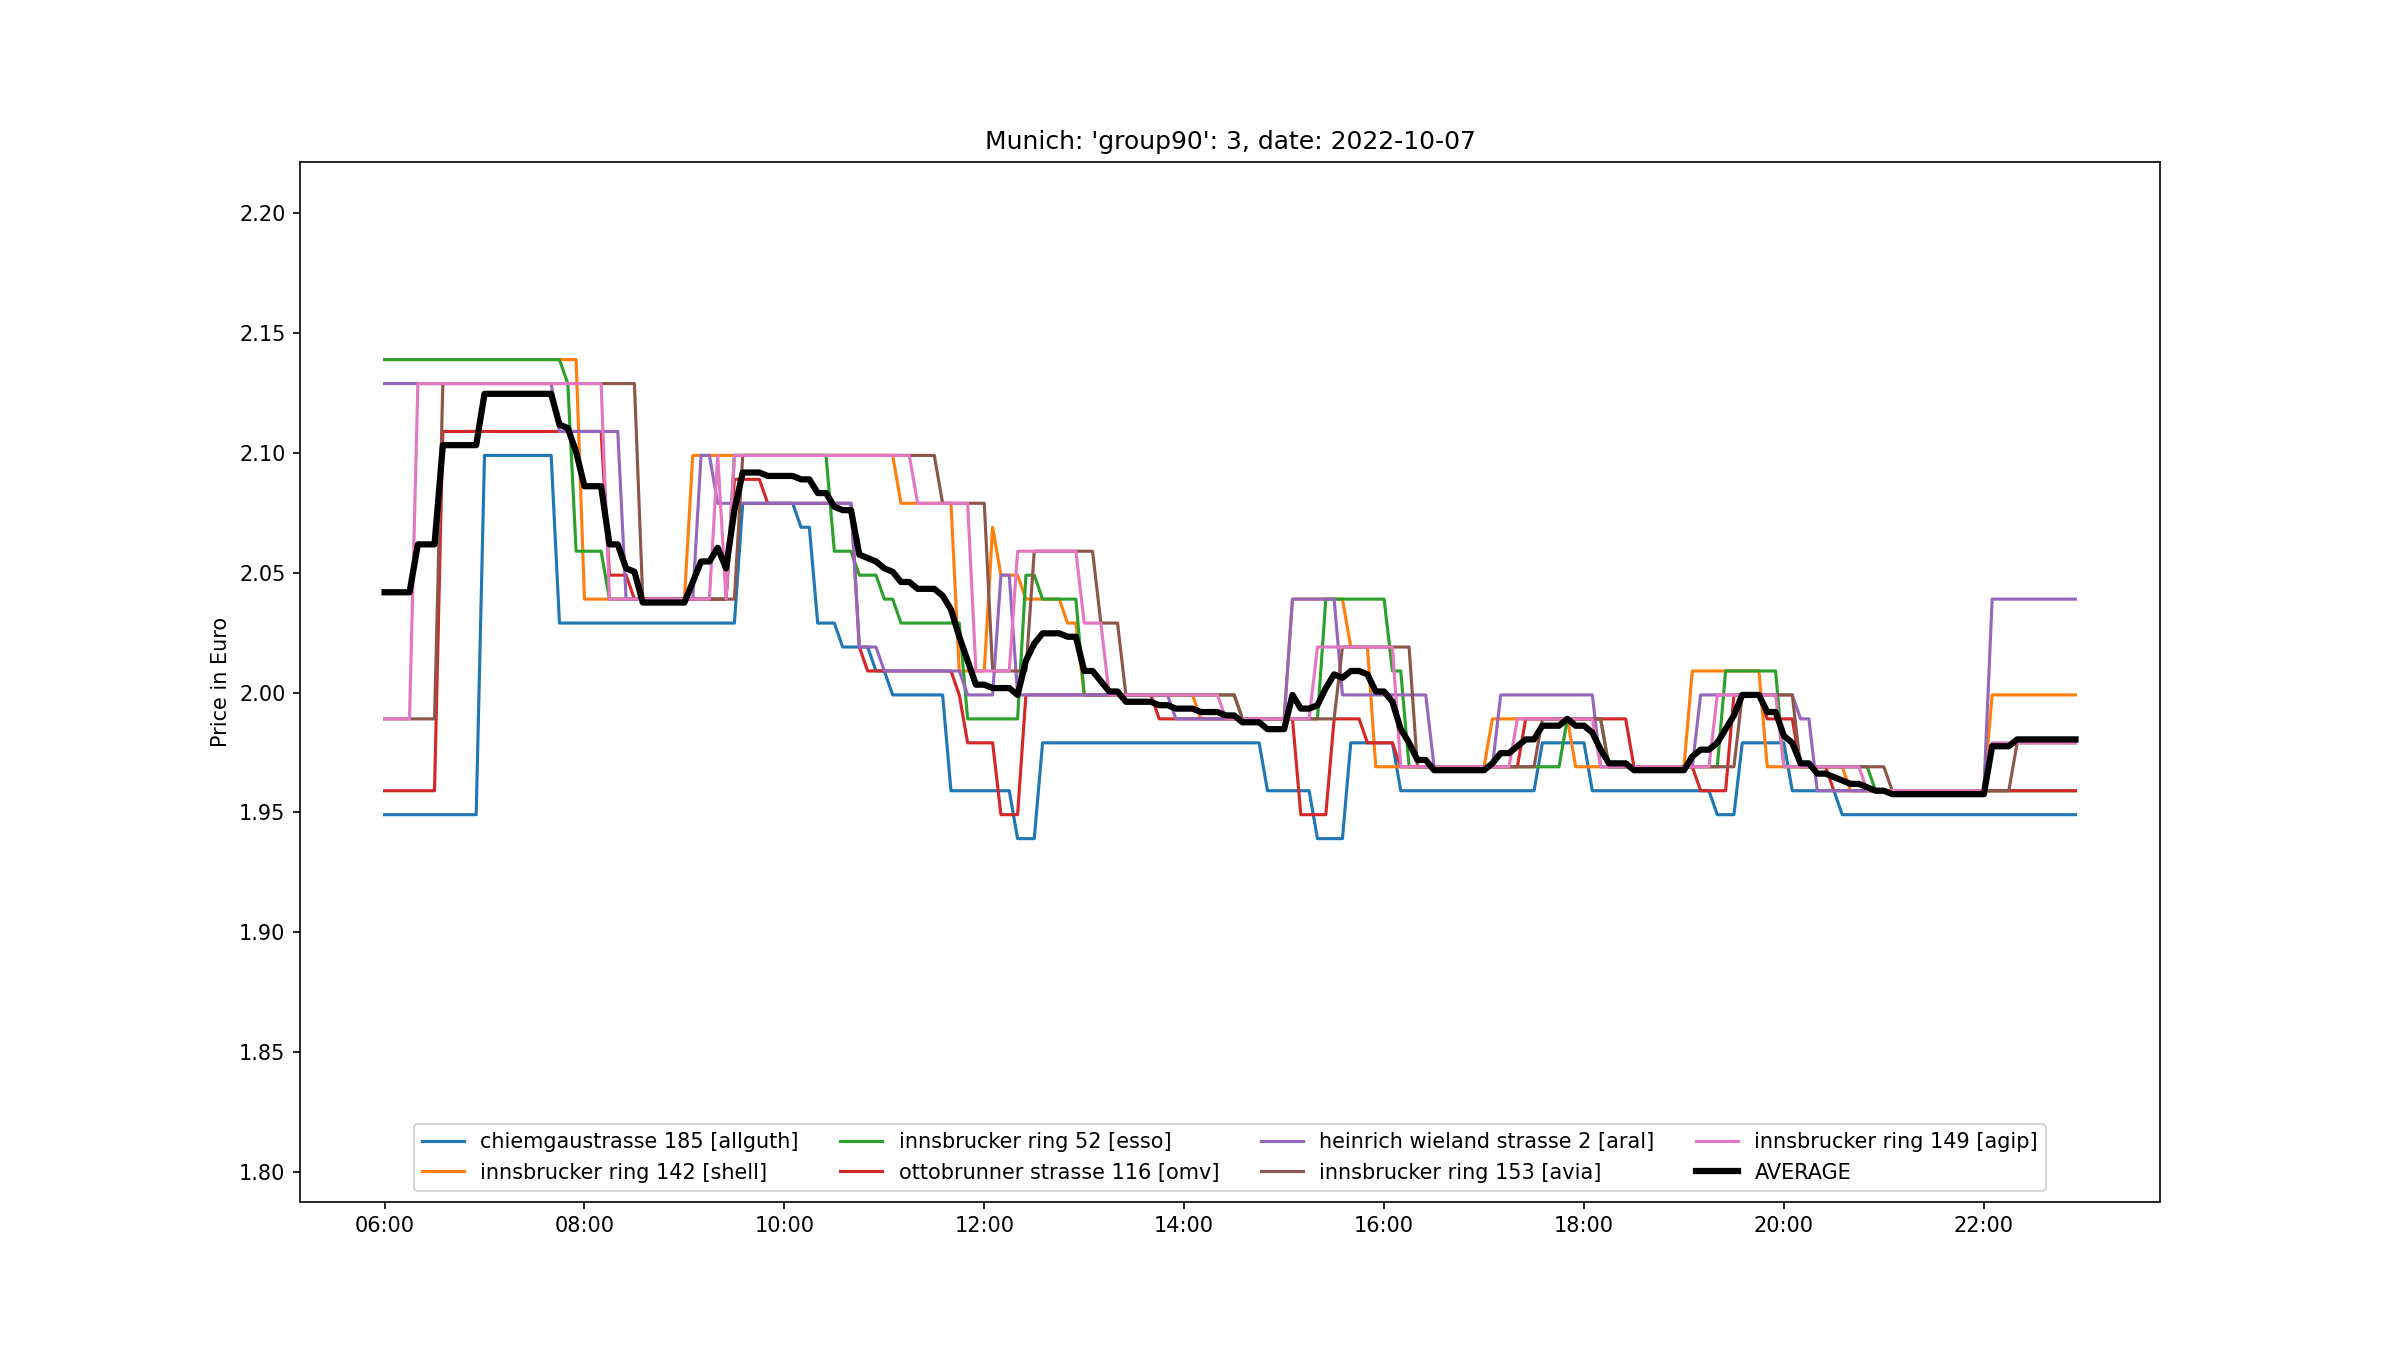 Munich: 'group90': 3, date: 2022-10-07
Price in Euro
2.20
2.15
2.10
2.05
2.00
1.95
1.90
1.85
1.80
chiemgaustrasse 185 [allguth]
innsbrucker ring 142 [shell]
innsbrucker ring 52 [esso]
ottobrunner strasse 116 [omv]
heinrich wieland strasse 2 [aral]
innsbrucker ring 153 [avia]
innsbrucker ring 149 [agip]
AVERAGE
06:00 08:00 10:00 12:00 14:00 16:00 18:00 20:00 22:00